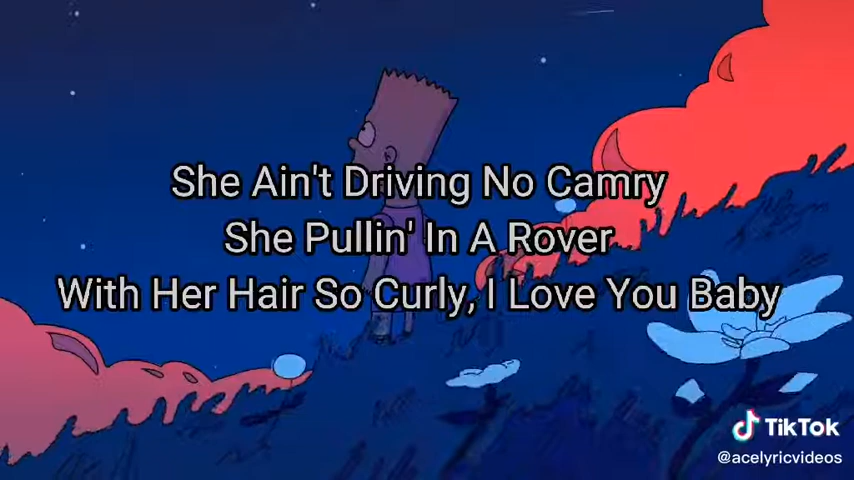 She Ain't Driving No Camry
She Pullin' In A Rover
With Her Hair So Curly, I Love You Baby
TikTok
@acelyricvideos